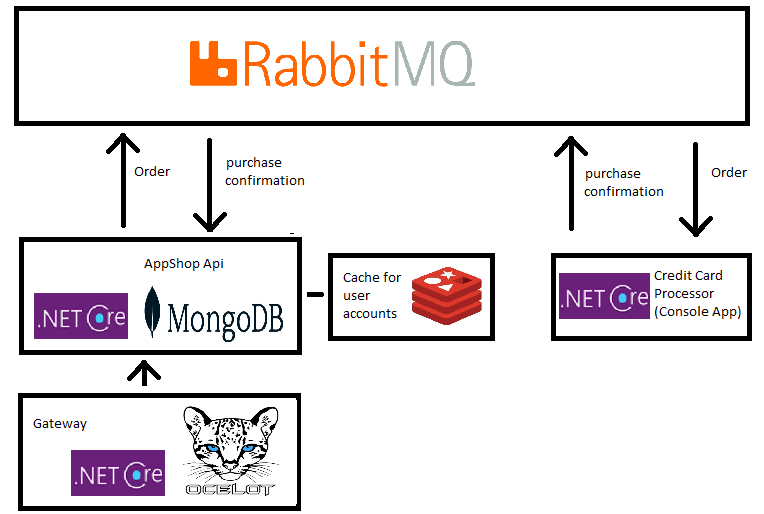 RabbitMQ
Order
purchase
confirmation
purchase
confirmation
Order
AppShop Api
.NET Core
MongoDB
Cache for
user
accounts
.NET Core
Credit Card
Processor
(Console App)
Gateway
.NET Core
OCELOT